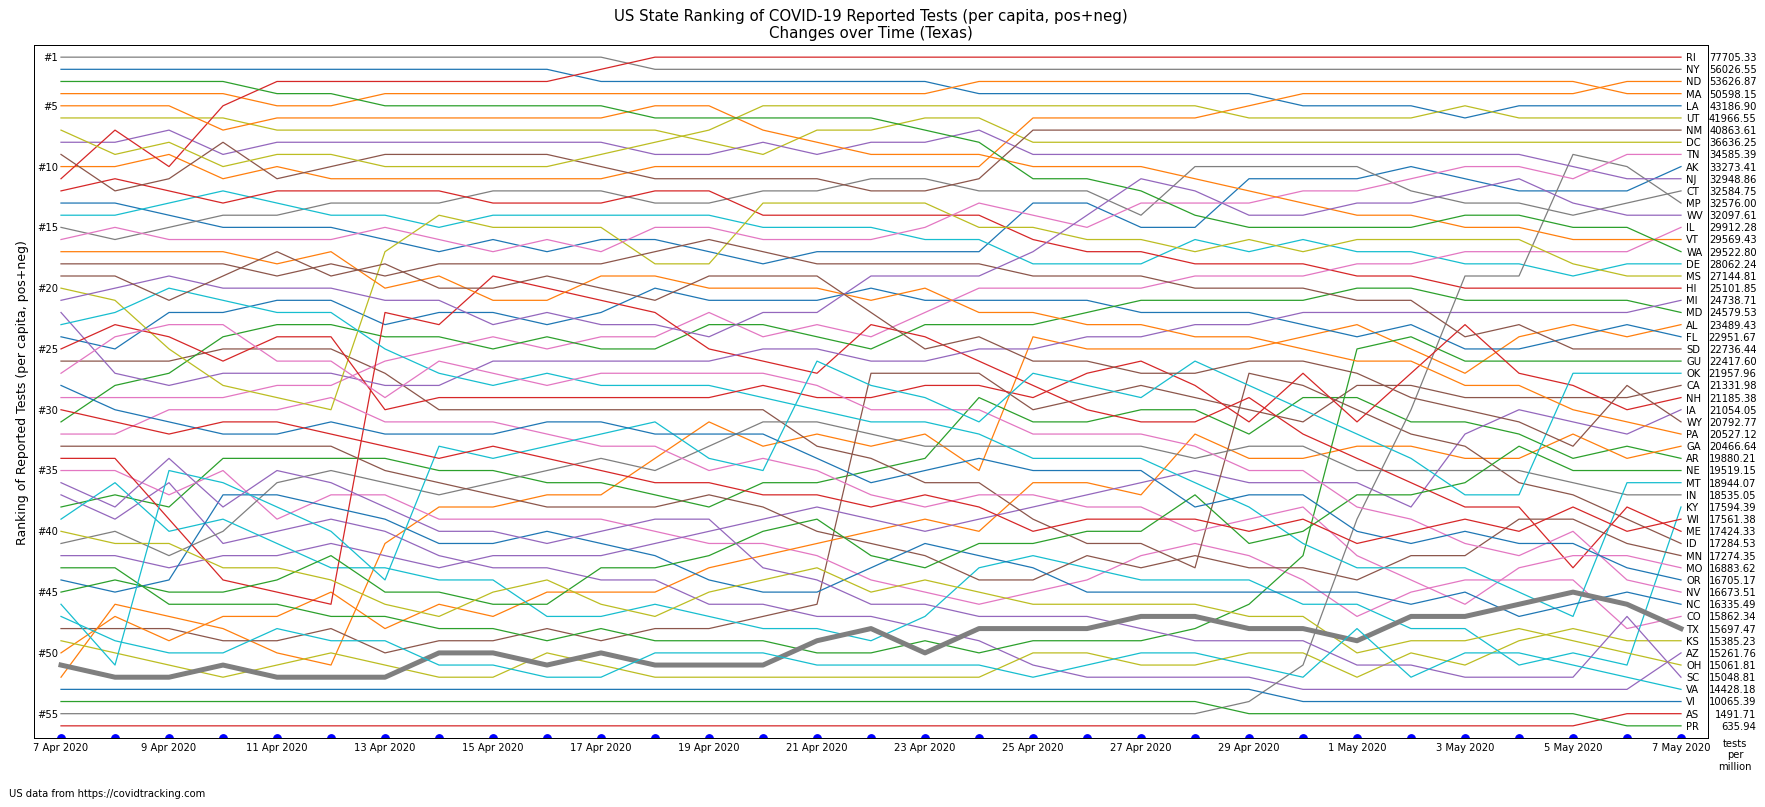 US State Ranking of COVID-19 Reported Tests (per capita, pos+neg)
Changes over Time (Texas)
Ranking of Reported Tests (per capita, pos+neg)
#1
#5
#10
#15
#20
#25
#30
#35
#40
#45
#50
#55
RI 77705.33
NY 56026.55
ND 53626.87
MA 50598.15
LA 43186.90
UT 41966.55
NM 40863.61
DC 36636.25
TN 34585.39
AK 33273.41
NJ 32948.86
CT 32584.75
MP 32576.00
WV 32097.61
IL 29912.28
VT 29569.43
WA 29522.80
DE 28062.24
MS 27144.81
HI 25101.85
MI 24738.71
MD 24579.53
AL 23489.43
FL 22951.67
SD 22736.44
GU 22417.60
OK 21957.96
CA 21331.98
NH 21185.38
IA 21054.05
WY 20792.77
PA 20527.12
GA 20466.64
AR 19880.21
NE 19519.15
MT 18944.07
IN 18535.05
KY 17594.39
WI 17561.38
ME 17424.33
ID 17284.53
MN 17274.35
MO 16883.62
OR 16705.17
NV 16673.51
NC 16335.49
CO 15862.34
TX 15697.47
KS 15385.23
AZ 15261.76
OH 15061.81
SC 15048.81
VA 14428.18
VI 10065.39
AS 1491.71
PR 635.94
7 Apr 2020 9 Apr 2020 11 Apr 2020 13 Apr 2020 15 Apr 2020 17 Apr 2020 19 Apr 2020 21 Apr 2020 23 Apr 2020 25 Apr 2020 27 Apr 2020 29 Apr 2020 1 May 2020 3 May 2020 5 May 2020 7 May 2020
tests
per
million
US data from https://covidtracking.com